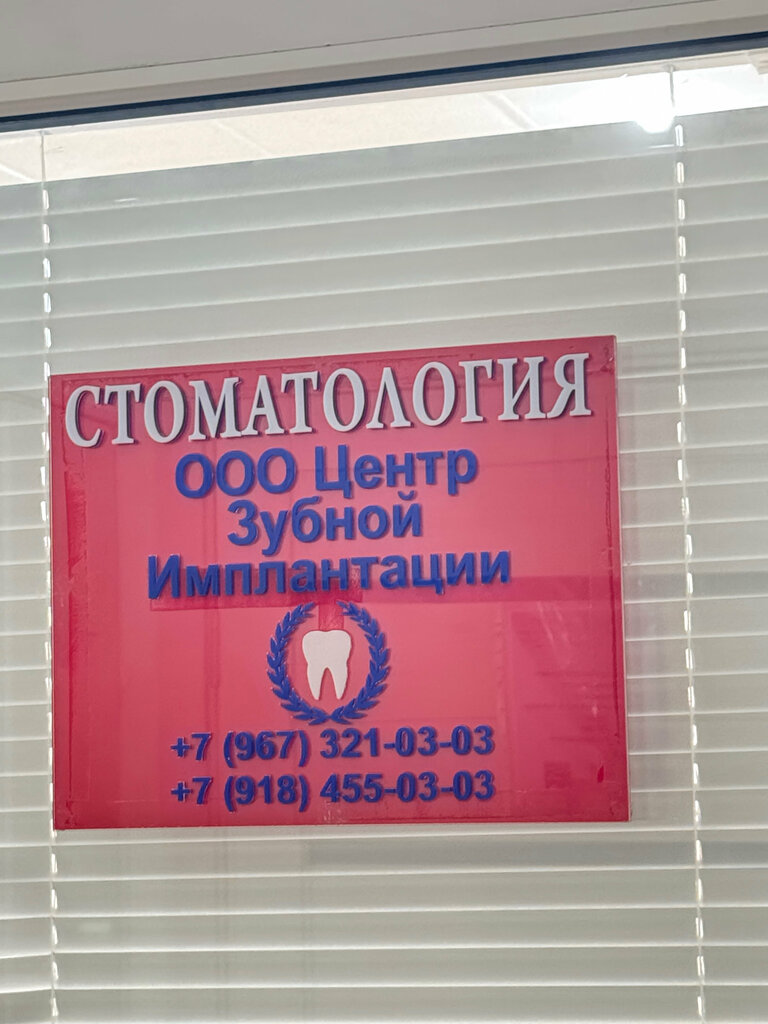 СТОМАТОЛОГИЯ
ООО Центр
Зубной
Имплантации
+7 (967) 321-03-03
+7 (918) 455-03-03